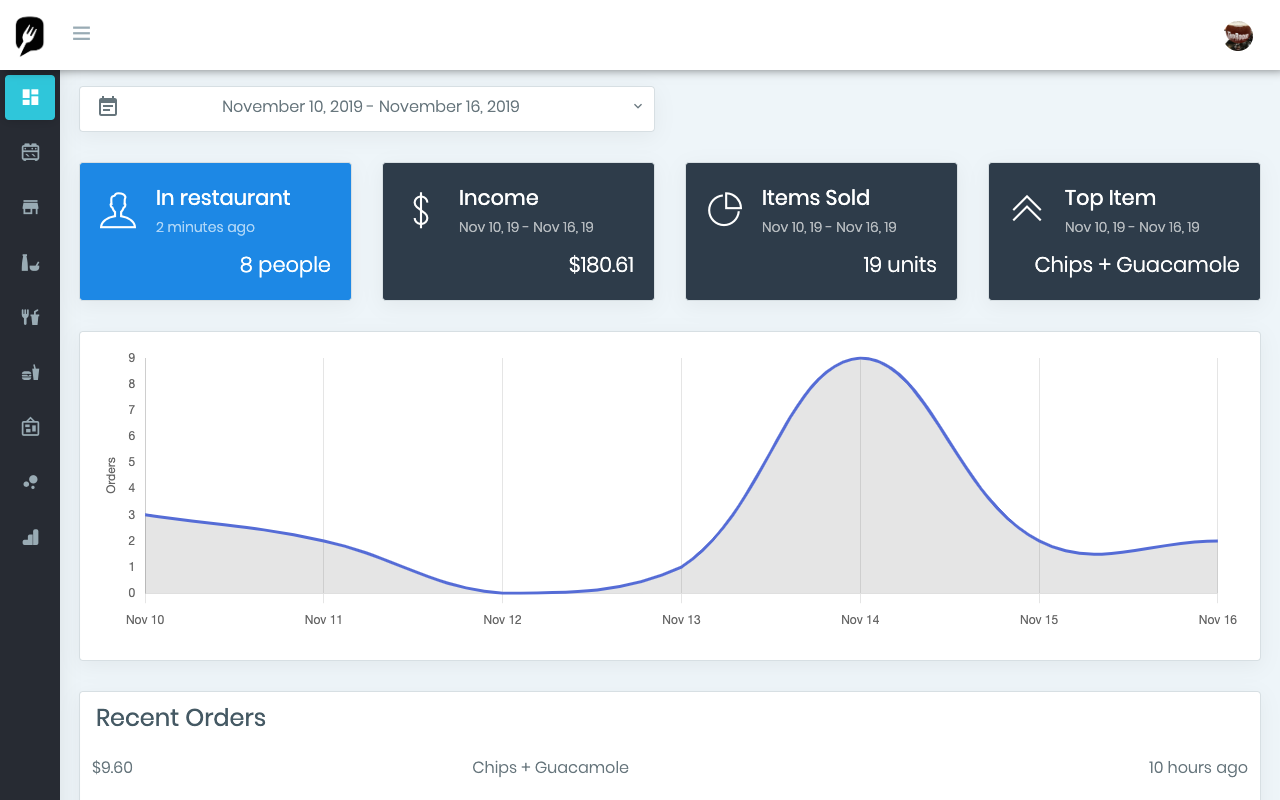 November 10, 2019 - November 16, 2019
In restaurant
2 minutes ago
8 people
Income
Nov 10, 19 - Nov 16, 19
$180.61
Items Sold
Nov 10, 19 - Nov 16, 19
19 units
Top Item
Nov 10, 19 - Nov 16, 19
Chips + Guacamole
Orders
9
8
7
6
5
4
3
2
1
0
Nov 10 Nov 11 Nov 12 Nov 13 Nov 14 Nov 15 Nov 16
Recent Orders
$9.60 Chips + Guacamole 10 hours ago